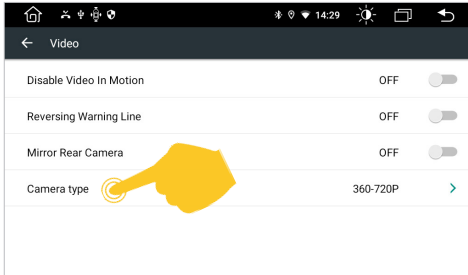 14:29
Video
Disable Video In Motion OFF
Reversing Warning Line OFF
Mirror Rear Camera OFF
Camera type 360-720P